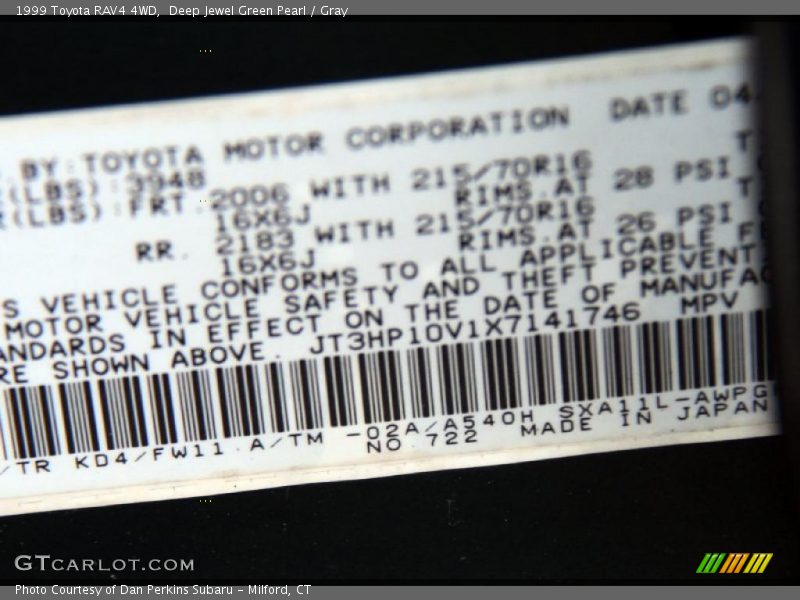 1999 Toyota RAV4 4WD,  Deep Jewel Green Pearl / Gray
BY:TOYOTA MOTOR CORPORATION DATE 04
(LBS):3948
(LBS):FRT.2006 WITH 215/70R16
16X6J RIMS.AT 28 PSI
RR. 2183 WITH 215/70R16
16X6J RIMS.AT 26 PSI
S VEHICLE CONFORMS TO ALL APPLICABLE
MOTOR VEHICLE SAFETY AND THEFT PREVENT
ANDARDS IN EFFECT ON THE DATE OF MANUFAC
RE SHOWN ABOVE. JT3HP10V1X7141746 MPV
/TR KD4/FW11 A/TM -02A/A540H SXA11L-AWPG
NO.722 MADE IN JAPAN
GTCARLOT.COM
Photo Courtesy of Dan Perkins Subaru - Milford, CT